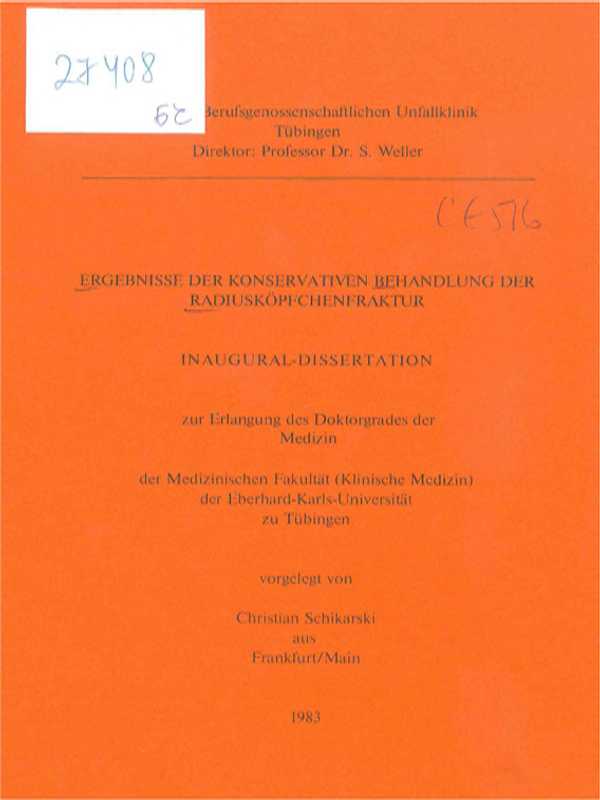 27408
62
Berufsgenossenschaftlichen Unfallklinik
Tübingen
Direktor: Professor Dr. S. Weller
CE 576
ERGEBNISSE DER KONSERVATIVEN BEHANDLUNG DER
RADIUSKÖPFCHENFRAKTUR
INAUGURAL-DISSERTATION
zur Erlangung des Doktorgrades der
Medizin
der Medizinischen Fakultät (Klinische Medizin)
der Eberhard-Karls-Universität
zu Tübingen
vorgelegt von
Christian Schikarski
aus
Frankfurt/Main
1983